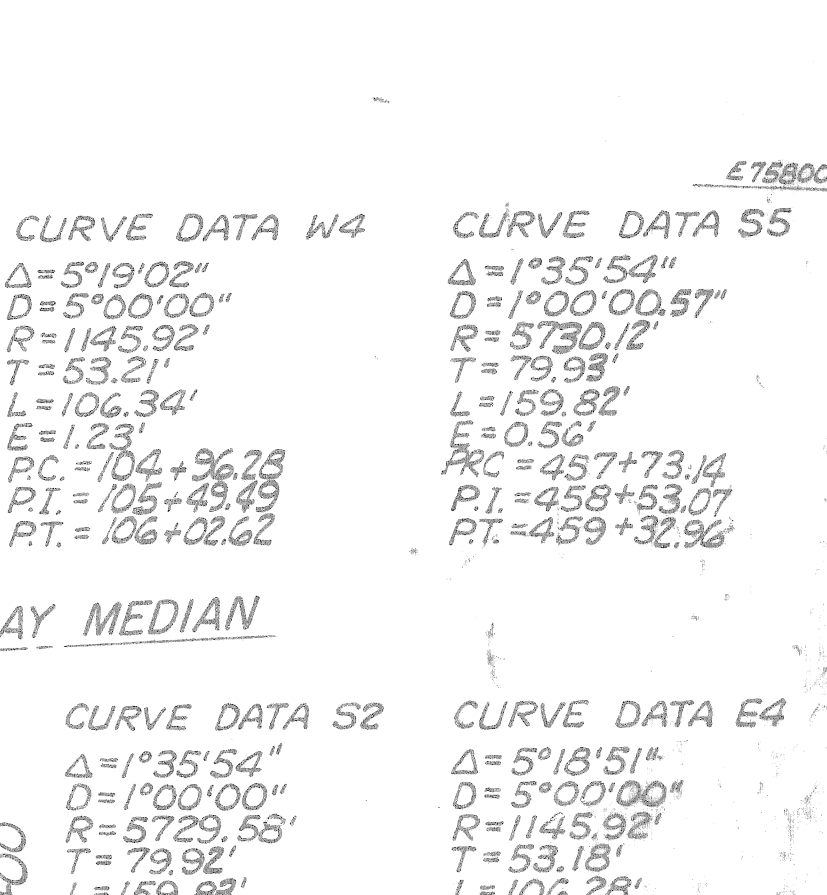 E75800
CURVE DATA W4
Δ=5°19'02"
D=5°00'00"
R=1145.92'
T=53.21'
L=106.34'
E=1.23'
P.C.=104+96.28
P.I.=105+49.49
P.T.=106+02.62
CURVE DATA S5
Δ=1°35'54"
D=1°00'00.57"
R=5730.12'
T=79.93'
L=159.82'
E=0.56'
PRC=457+73.14
P.I.=458+53.07
P.T.=459+32.96
AY MEDIAN
CURVE DATA S2
Δ=1°35'54"
D=1°00'00"
R=5729.58'
T=79.92'
L=159.83'
CURVE DATA E4
Δ=5°18'51"
D=5°00'00"
R=1145.92'
T=53.18'
L=106.28'